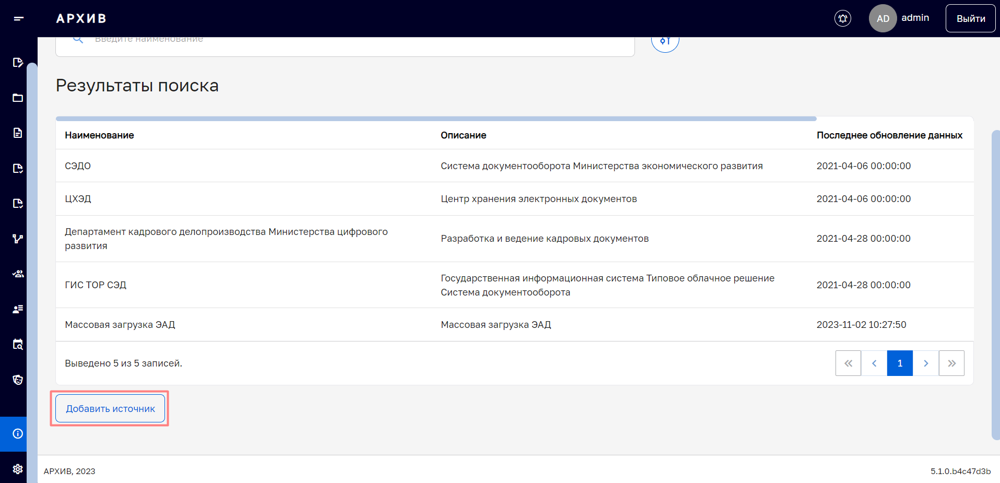 АРХИВ
AD
admin
Выйти
Введите наименование
Результаты поиска
Наименование
Описание
Последнее обновление данных
СЭДО
Система документооборота Министерства экономического развития
2021-04-06 00:00:00
ЦХЭД
Центр хранения электронных документов
2021-04-06 00:00:00
Департамент кадрового делопроизводства Министерства цифрового
развития
Разработка и ведение кадровых документов
2021-04-28 00:00:00
ГИС ТОР СЭД
Государственная информационная система Типовое облачное решение
Система документооборота
2021-04-28 00:00:00
Массовая загрузка ЭАД
Массовая загрузка ЭАД
2023-11-02 10:27:50
Выведено 5 из 5 записей.
1
Добавить источник
АРХИВ, 2023
5.1.0.b4c47d3b